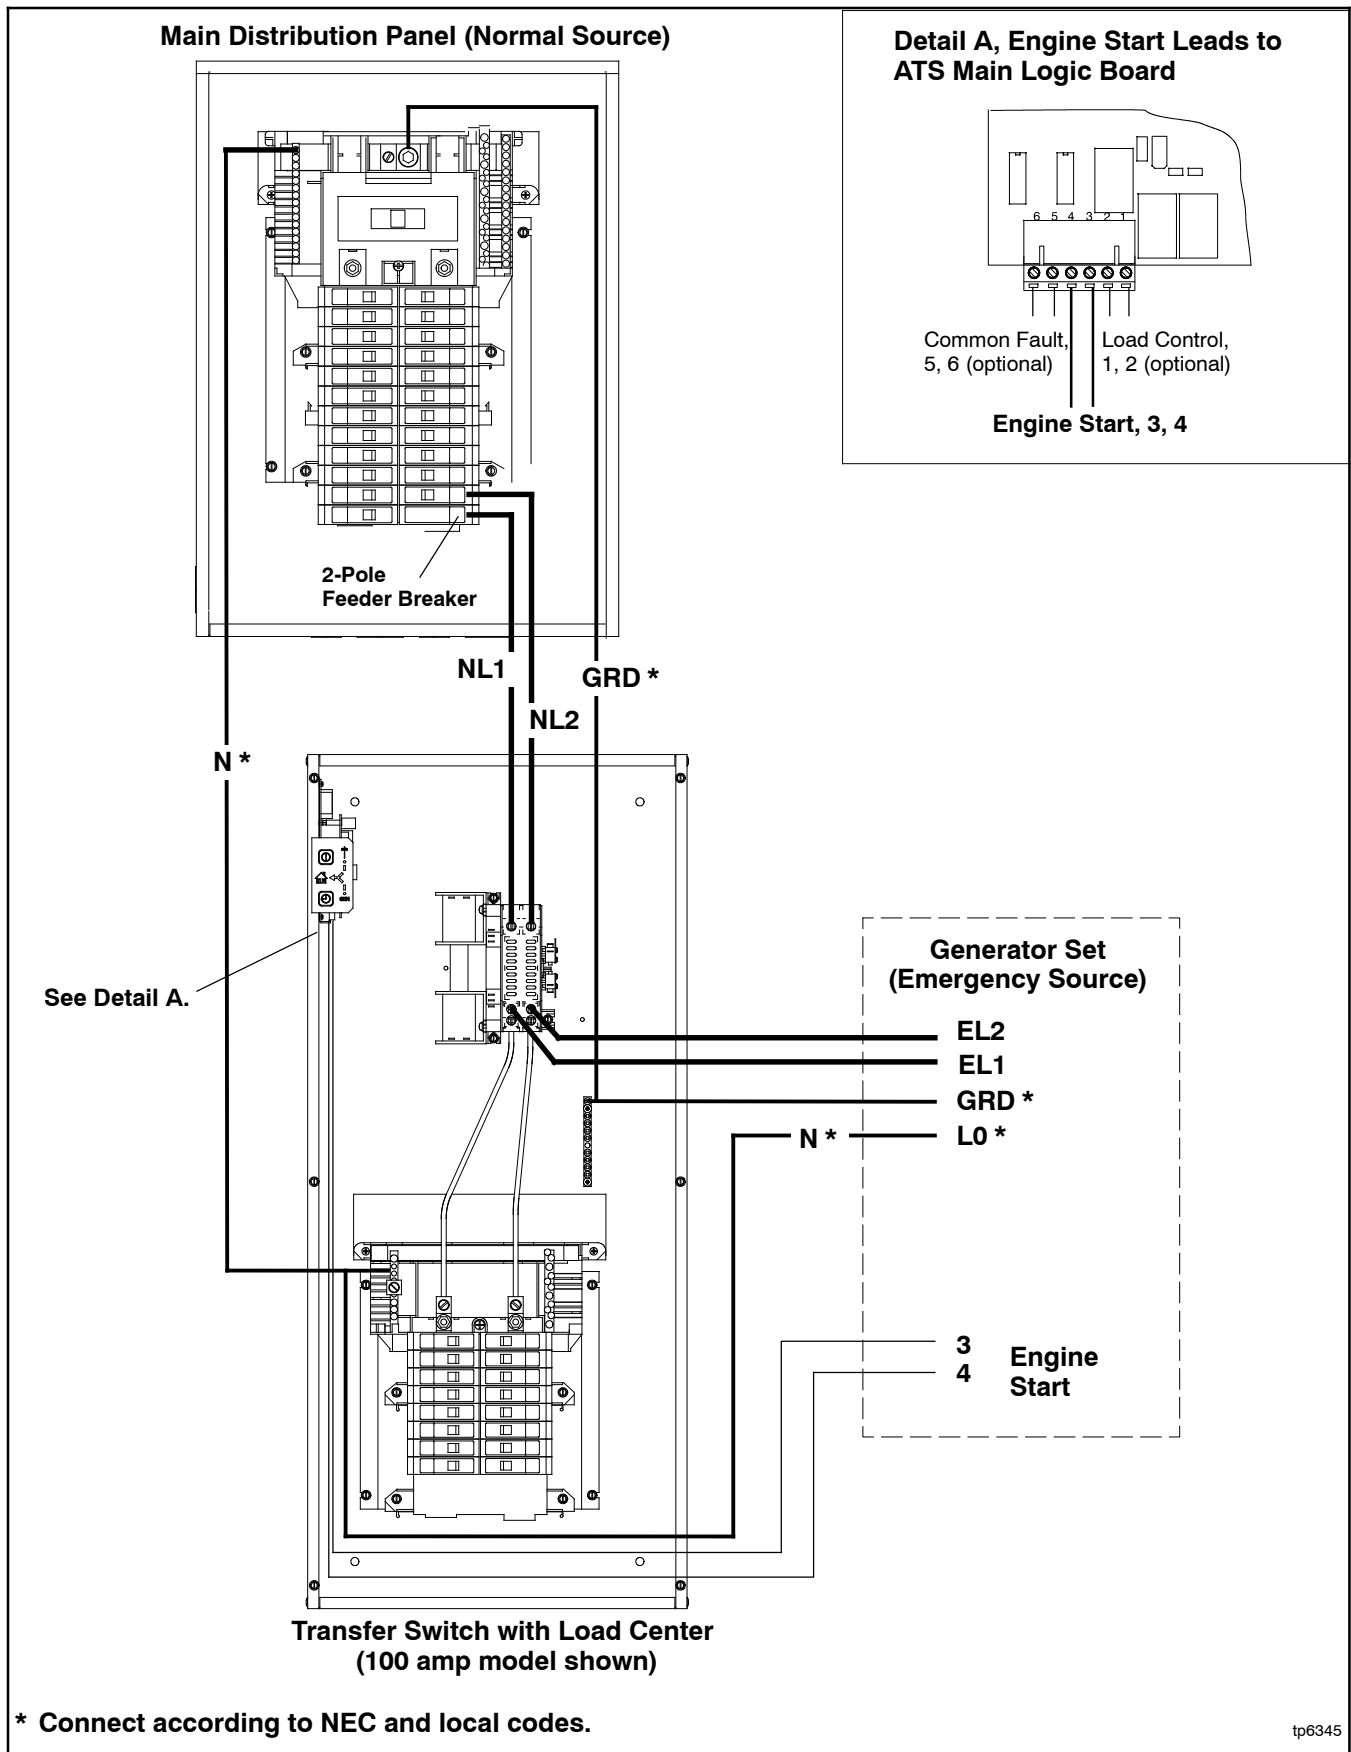 Main Distribution Panel (Normal Source)
Detail A, Engine Start Leads to
ATS Main Logic Board
6 5 4 3 2 1
Common Fault,
5, 6 (optional)
Load Control,
1, 2 (optional)
Engine Start, 3, 4
2-Pole
Feeder Breaker
NL1
GRD *
NL2
N *
See Detail A.
Generator Set
(Emergency Source)
EL2
EL1
GRD *
N *
L0 *
3
4
Engine
Start
Transfer Switch with Load Center
(100 amp model shown)
* Connect according to NEC and local codes.
tp6345